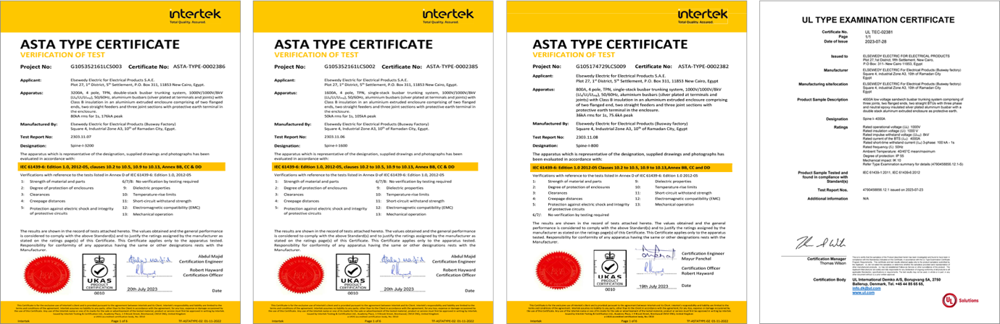 intertek
Total Quality. Assured.
ASTA TYPE CERTIFICATE
VERIFICATION OF TEST
Project No: G105352161LCS003 Certificate No: ASTA-TYPE-0002386
Applicant: Elsewedy Electric for Electrical Products S.A.E.
Plot 27, 1st District, 5th Settlement, P.O. Box 311, 11853 New Cairo, Egypt.
Apparatus: 3200A, 4 pole, TPN, double-stack busbar trunking system, 1000V/1000V/8kV
(Ue/Ui/Uimp), 50/60Hz, aluminium busbars (silver plated at terminals and joints) with
Class B insulation in an aluminium extruded enclosure comprising of two flanged
ends, two straight feeders and three joint sections with protective earth terminal in
the enclosure.
80kA rms for 1s, 176kA peak
Manufactured By: Elsewedy Electric for Electrical Products (Busway Factory)
Square 4, Industrial Zone A3, 10th of Ramadan City, Egypt.
Test Report No: 2303.11.07
Designation: Spine-I-3200
The apparatus which is representative of the designation, supplied drawings and photographs has been
evaluated in accordance with:
IEC 61439-6: Edition 1.0, 2012-05, clauses 10.2 to 10.5, 10.9 to 10.13, Annex BB, CC & DD
Verifications with reference to the tests listed in Annex D of IEC 61439-6: Edition 1.0, 2012-05
1: Strength of material and parts 6/7/8: No verification by testing required
2: Degree of protection of enclosures 9: Dielectric properties
3: Clearances 10: Temperature-rise limits
4: Creepage distances 11: Short-circuit withstand strength
5: Protection against electric shock and integrity 12: Electromagnetic compatibility (EMC)
of protective circuits 13: Mechanical operation
The results are shown in the record of tests attached hereto. The values obtained and the general performance
is considered to comply with the above Standard(s) and to justify the ratings assigned by the manufacturer as
stated on the ratings page(s) of this Certificate. This Certificate applies only to the apparatus tested.
Responsibility for conformity of any apparatus having the same or other designations rests with the
Manufacturer.
UKAS
PRODUCT
CERTIFICATION
0010
Abdul Majid
Certification Engineer
Robert Hayward
Certification Officer
20th July 2023 Date
Page 1 of 6
TF-ASTATYPE-02 01-11-2022
intertek
Total Quality. Assured.
ASTA TYPE CERTIFICATE
VERIFICATION OF TEST
Project No: G105352161LCS002 Certificate No: ASTA-TYPE-0002385
Applicant: Elsewedy Electric for Electrical Products S.A.E.
Plot 27, 1st District, 5th Settlement, P.O. Box 311, 11853 New Cairo, Egypt.
Apparatus: 1600A, 4 pole, TPN, single-stack busbar trunking system, 1000V/1000V/8kV
(Ue/Ui/Uimp), 50/60Hz, aluminium busbars (silver plated at terminals and joints) with
Class B insulation in an aluminium extruded enclosure comprising of two flanged
ends, two straight feeders and three joint sections with protective earth terminal in
the enclosure.
50kA rms for 1s, 105kA peak
Manufactured By: Elsewedy Electric for Electrical Products (Busway Factory)
Square 4, Industrial Zone A3, 10th of Ramadan City, Egypt.
Test Report No: 2303.11.06
Designation: Spine-I-1600
The apparatus which is representative of the designation, supplied drawings and photographs has been
evaluated in accordance with:
IEC 61439-6: Edition 1.0, 2012-05, clauses 10.2 to 10.5, 10.9 to 10.13, Annex BB, CC & DD
Verifications with reference to the tests listed in Annex D of IEC 61439-6: Edition 1.0, 2012-05
1: Strength of material and parts 6/7/8: No verification by testing required
2: Degree of protection of enclosures 9: Dielectric properties
3: Clearances 10: Temperature-rise limits
4: Creepage distances 11: Short-circuit withstand strength
5: Protection against electric shock and integrity 12: Electromagnetic compatibility (EMC)
of protective circuits 13: Mechanical operation
The results are shown in the record of tests attached hereto. The values obtained and the general performance
is considered to comply with the above Standard(s) and to justify the ratings assigned by the manufacturer as
stated on the ratings page(s) of this Certificate. This Certificate applies only to the apparatus tested.
Responsibility for conformity of any apparatus having the same or other designations rests with the
Manufacturer.
UKAS
PRODUCT
CERTIFICATION
0010
Abdul Majid
Certification Engineer
Robert Hayward
Certification Officer
20th July 2023 Date
Page 1 of 6
TF-ASTATYPE-02 01-11-2022
intertek
Total Quality. Assured.
ASTA TYPE CERTIFICATE
VERIFICATION OF TEST
Project No: G105174729LCS009 Certificate No: ASTA-TYPE-0002382
Applicant: Elsewedy Electric for Electrical Products S.A.E.
Plot 27, 1st District, 5th Settlement, P.O. Box 311, 11853 New Cairo, Egypt.
Apparatus: 800A, 4 pole, TPN, single-stack busbar trunking system, 1000V/1000V/8kV
(Ue/Ui/Uimp), 50/60Hz, aluminium busbars (silver plated at terminals and
joints) with Class B insulation in an aluminium extruded enclosure comprising
of two flanged ends, two straight feeders and three joint sections with
protective earth terminal in the enclosure.
36kA rms for 1s, 75.6kA peak
Manufactured By: Elsewedy Electric for Electrical Products (Busway Factory)
Square 4, Industrial Zone A3, 10th of Ramadan City, Egypt.
Test Report No: 2303.11.08
Designation: Spine-I-800
The apparatus which is representative of the designation, supplied drawings and photographs has
been evaluated in accordance with:
IEC 61439-6: Edition 1.0 2012-05 Clauses 10.2 to 10.5, 10.9 to 10.13,Annex BB, CC and DD
Verifications with reference to the tests listed in Annex D of IEC 61439-6: Edition 1.0, 2012-05
1: Strength of material and parts 9: Dielectric properties
2: Degree of protection of enclosures 10: Temperature-rise limits
3: Clearances 11: Short-circuit withstand strength
4: Creepage distances 12: Electromagnetic compatibility (EMC)
5: Protection against electric shock and integrity 13: Mechanical operation
of protective circuits
6/7/: No verification by testing required
The results are shown in the record of tests attached hereto. The values obtained and the general
performance is considered to comply with the above Standard(s) and to justify the ratings assigned by the
manufacturer as stated on the ratings page(s) of this Certificate. This Certificate applies only to the apparatus
tested. Responsibility for conformity of any apparatus having the same or other designations rests with the
Manufacturer.
UKAS
PRODUCT
CERTIFICATION
0010
Certification Engineer
Mayur Panchal
Certification Officer
Robert Hayward
19th July 2023 Date
Page 1 of 6
TF-ASTATYPE-02 01-11-2022
UL TYPE EXAMINATION CERTIFICATE
Certificate No. UL TEC-02381
Page 1/1
Date of Issue 2023-07-28
Issued to ELSEWEDY ELECTRIC FOR ELECTRICAL PRODUCTS
Plot 27,1st District, fifth Settlement, New Cairo,
P.O Box: 311- New Cairo 11853, Egypt
Manufacturer ELSEWEDY ELECTRIC For Electrical Products (Busway factory)
Square 4, industrial Zone A3, 10th of Ramadan City
Egypt
Manufacturing site/location ELSEWEDY ELECTRIC For Electrical Products (Busway factory)
Square 4, industrial Zone A3, 10th of Ramadan City
Egypt
Product Sample Description 4000A low voltage sandwich busbar trunking system comprising of
three joints, two flanged ends, two straight BTUs with three phase
and neutral epoxy insulated silver plated aluminium busbar with a
double stack aluminum extruded enclosure as protective earth.
Designation Spine I- 4000A
Ratings Rated operational voltage (Ue): 1000V
Rated insulation voltage (Ui): 1000 V
Rated impulse withstand voltage (Uimp): 8kV
Rated current of the BTS (InA): 4000A
Rated short-time withstand current (Icw) 3-phase: 100 kA - 1s
Rated frequency (fn): 50Hz
Ambient Temperature: 40/45°C mean/maximum
Degree of protection: IP 55
Mechanical impact: IK 10
Refer Type Examination summary for details (4790458858.12.1-S)
Product Sample Tested and IEC 61439-1:2011, IEC 61439-6:2012
found in compliance with
Standard(s)
Test Report Nos. 4790458858.12.1 issued on 2023-07-23
Additional information N/A
Certification Manager
Thomas Wilson
Certification Body UL International Demko A/S, Borupvang 5A, 2750
Ballerup, Denmark, Tel. +45 44 85 65 65,
info.dk@ul.com
www.ul.com
UL Solutions